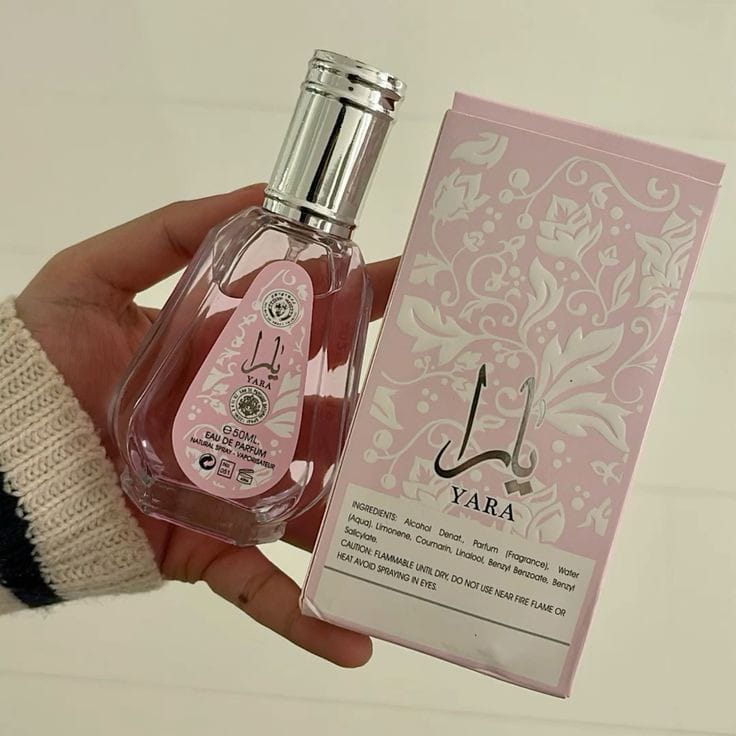 يارا
YARA
e 50ML.
EAU DE PARFUM
NATURAL SPRAY - VAPORISATEUR
يارا
YARA
INGREDIENTS: Alcohol Denat., Parfum (Fragrance), Water
(Aqua), Limonene, Coumarin, Linalool, Benzyl Benzoate, Benzyl
Salicylate.
CAUTION: FLAMMABLE UNTIL DRY, DO NOT USE NEAR FIRE FLAME OR
HEAT AVOID SPRAYING IN EYES.